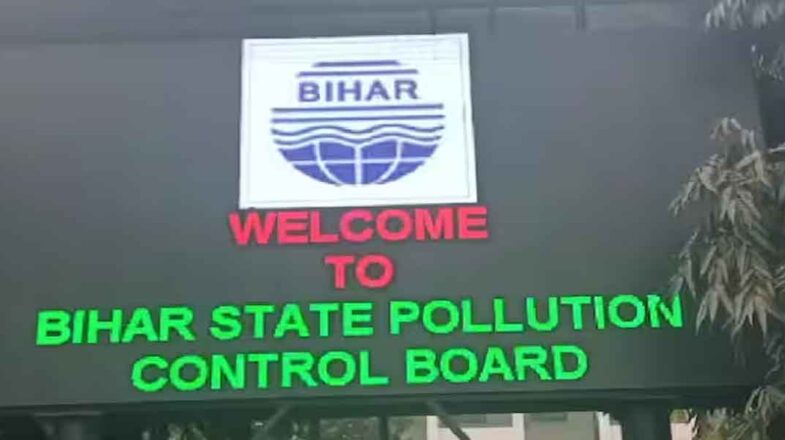 BIHAR
WELCOME
TO
BIHAR STATE POLLUTION
CONTROL BOARD